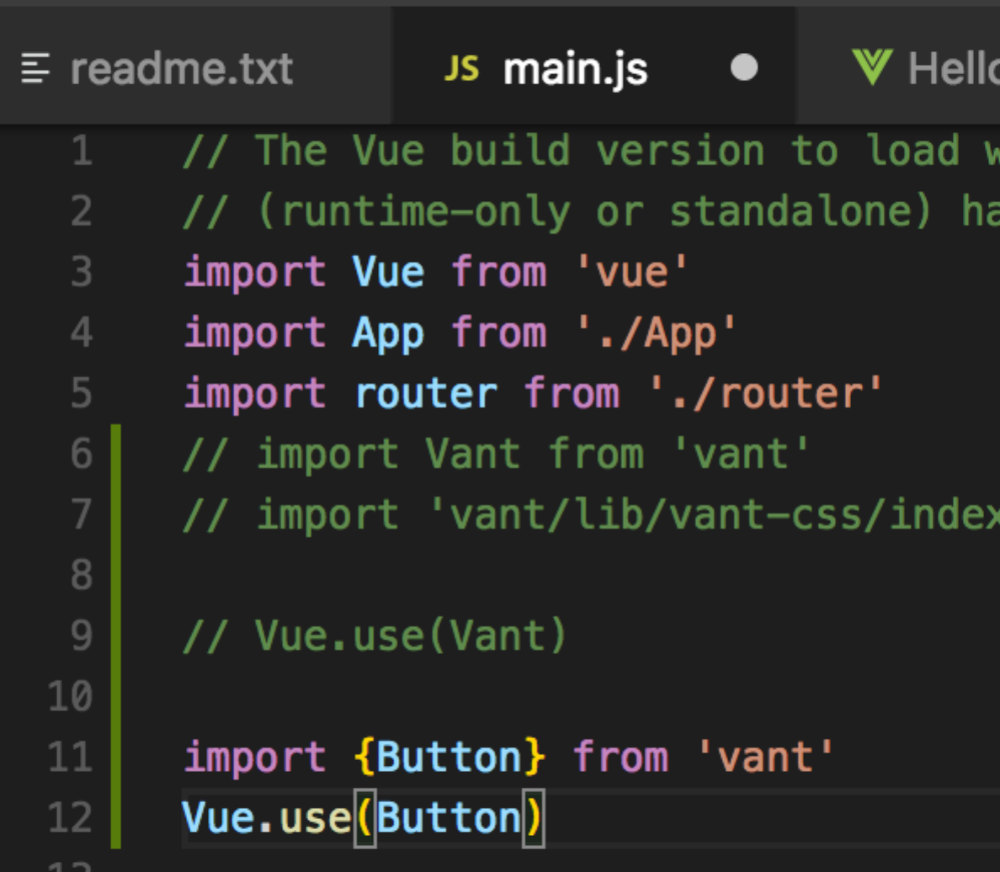 readme.txt
JS main.js
1 // The Vue build version to load
2 // (runtime-only or standalone)
3 import Vue from 'vue'
4 import App from './App'
5 import router from './router'
6 // import Vant from 'vant'
7 // import 'vant/lib/vant-css/index
8
9 // Vue.use(Vant)
10
11 import {Button} from 'vant'
12 Vue.use(Button)